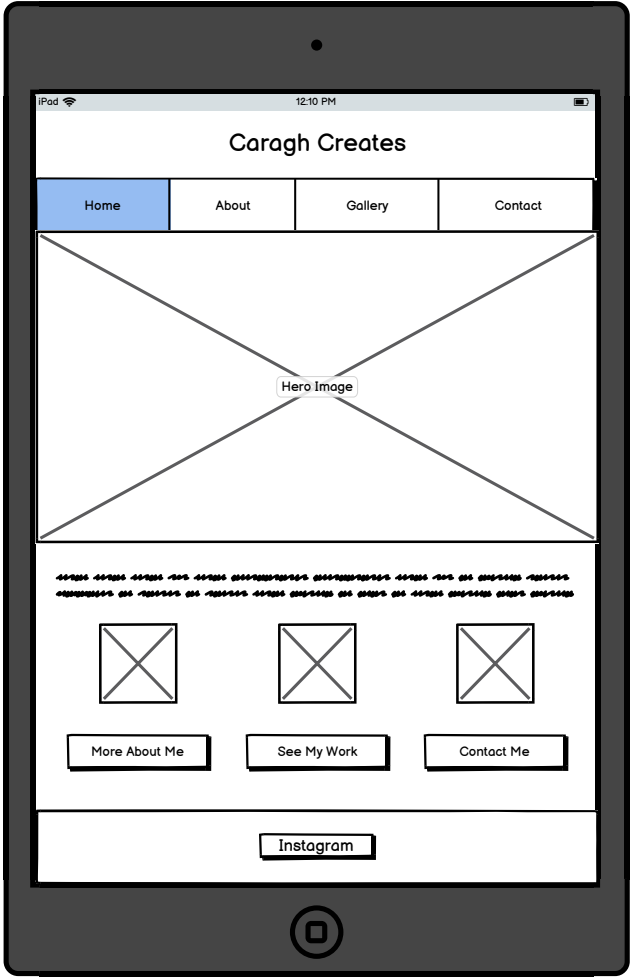 iPad 12:10 PM
Caragh Creates
Home About Gallery Contact
Hero Image
More About Me See My Work Contact Me
Instagram